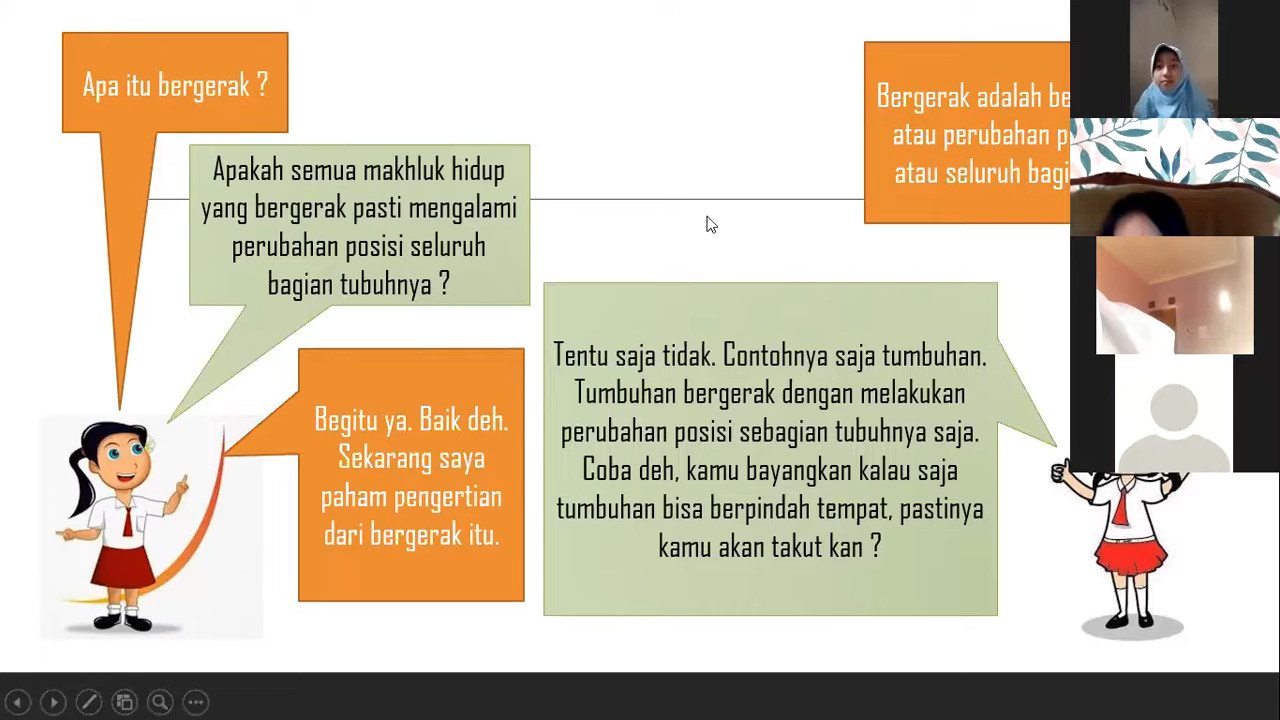 Apa itu bergerak ?
Apakah semua makhluk hidup
yang bergerak pasti mengalami
perubahan posisi seluruh
bagian tubuhnya ?
Bergerak adalah
atau perubahan
atau seluruh
Tentu saja tidak. Contohnya saja tumbuhan.
Tumbuhan bergerak dengan melakukan
perubahan posisi sebagian tubuhnya saja.
Coba deh, kamu bayangkan kalau saja
tumbuhan bisa berpindah tempat, pastinya
kamu akan takut kan ?
Begitu ya. Baik deh.
Sekarang saya
paham pengertian
dari bergerak itu.